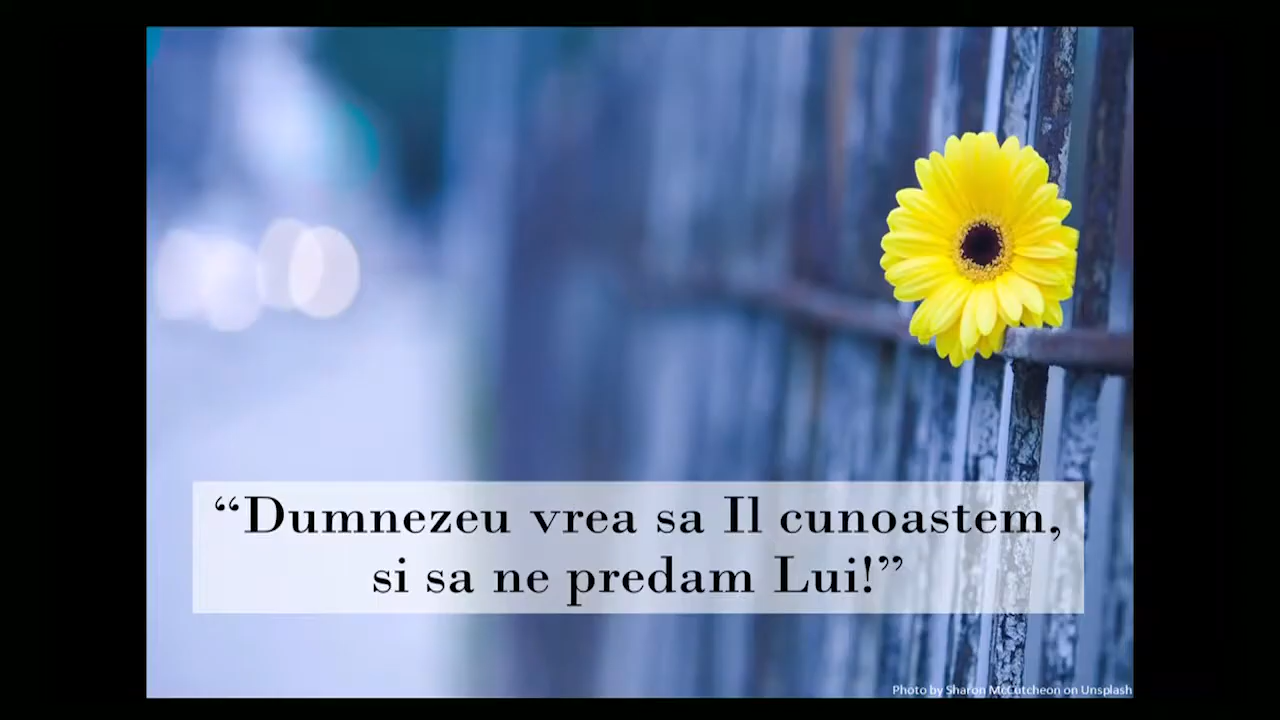 “Dumnezeu vrea sa Il cunoastem,
si sa ne predam Lui!”
Photo by Sharon McCutcheon on Unsplash